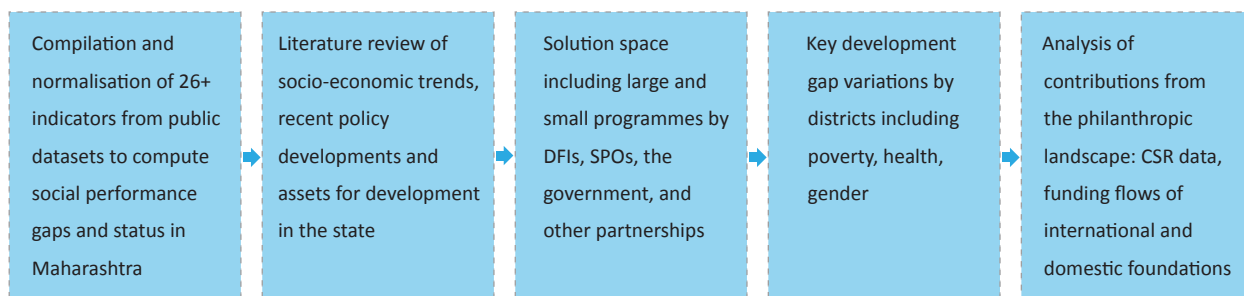 Compilation and
normalisation of 26+
indicators from public
datasets to compute
social performance
gaps and status in
Maharashtra
Literature review of
socio-economic trends,
recent policy
developments and
assets for development
in the state
Solution space
including large and
small programmes by
DFIs, SPOs, the
government, and
other partnerships
Key development
gap variations by
districts including
poverty, health,
gender
Analysis of
contributions from
the philanthropic
landscape: CSR data,
funding flows of
international and
domestic foundations